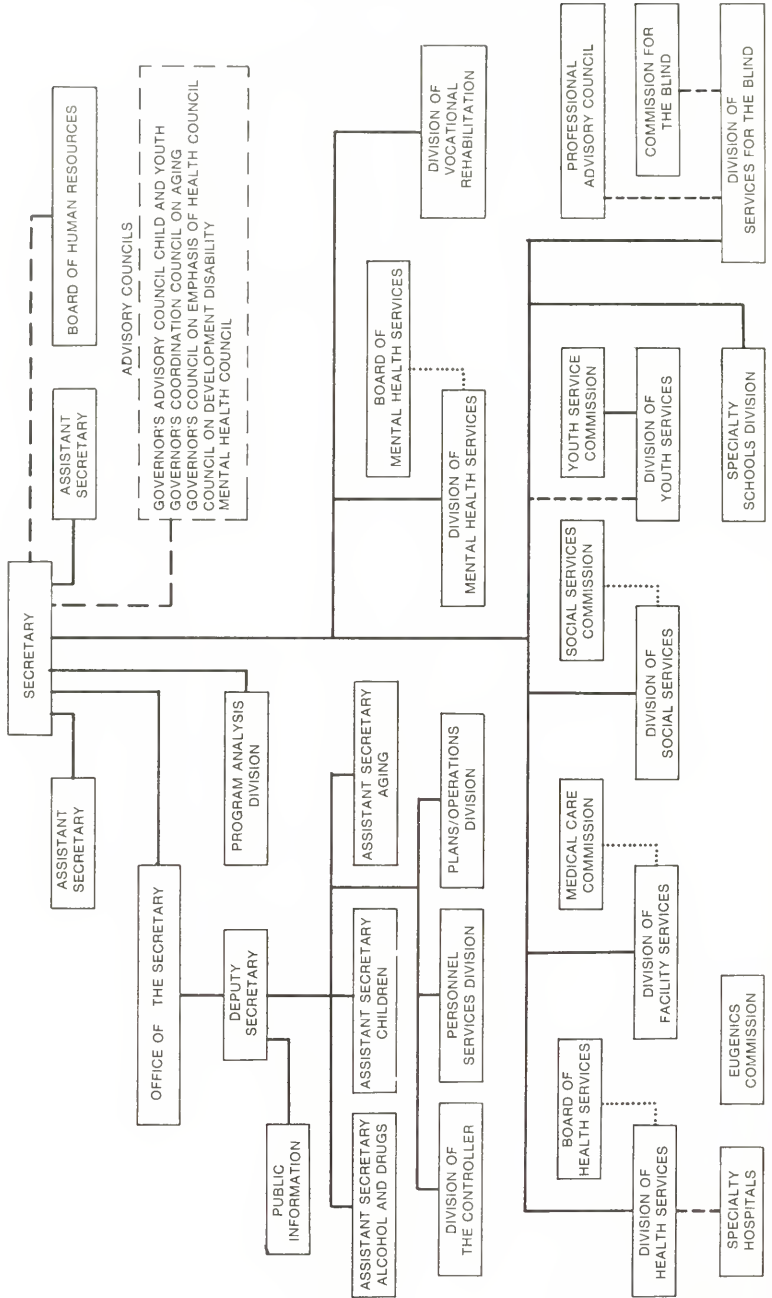 SECRETARY
ASSISTANT
SECRETARY
ASSISTANT
SECRETARY
BOARD OF HUMAN RESOURCES
ADVISORY COUNCILS
GOVERNOR'S ADVISORY COUNCIL CHILD AND YOUTH
GOVERNOR'S COORDINATION COUNCIL ON AGING
GOVERNOR'S COUNCIL ON EMPHASIS OF HEALTH COUNCIL
COUNCIL ON DEVELOPMENT DISABILITY
MENTAL HEALTH COUNCIL
OFFICE OF THE SECRETARY
PROGRAM ANALYSIS
DIVISION
DEPUTY
SECRETARY
PUBLIC
INFORMATION
ASSISTANT SECRETARY
ALCOHOL AND DRUGS
ASSISTANT SECRETARY
CHILDREN
ASSISTANT SECRETARY
AGING
DIVISION OF
THE CONTROLLER
PERSONNEL
SERVICES DIVISION
PLANS/OPERATIONS
DIVISION
BOARD OF
MENTAL HEALTH SERVICES
DIVISION OF
MENTAL HEALTH SERVICES
DIVISION OF
VOCATIONAL
REHABILITATION
BOARD OF
HEALTH SERVICES
DIVISION OF
HEALTH SERVICES
SPECIALTY
HOSPITALS
EUGENICS
COMMISSION
MEDICAL CARE
COMMISSION
DIVISION OF
FACILITY SERVICES
SOCIAL SERVICES
COMMISSION
DIVISION OF
SOCIAL SERVICES
YOUTH SERVICE
COMMISSION
DIVISION OF
YOUTH SERVICES
SPECIALTY
SCHOOLS DIVISION
PROFESSIONAL
ADVISORY COUNCIL
COMMISSION FOR
THE BLIND
DIVISION OF
SERVICES FOR THE BLIND